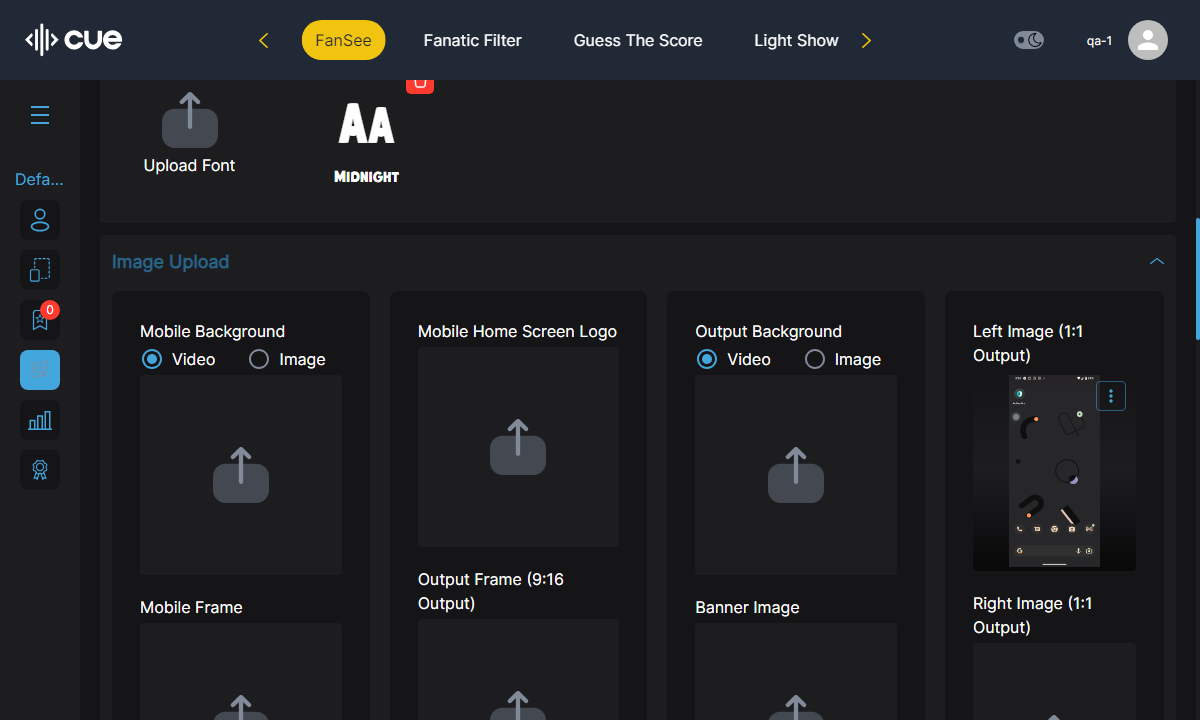 cue
FanSee
Fanatic Filter
Guess The Score
Light Show
qa-1
Defa...
0
Upload Font
AA
MIDNIGHT
Image Upload
Mobile Background
Video
Image
Mobile Frame
Mobile Home Screen Logo
Output Frame (9:16
Output)
Output Background
Video
Image
Banner Image
Left Image (1:1
Output)
Right Image (1:1
Output)